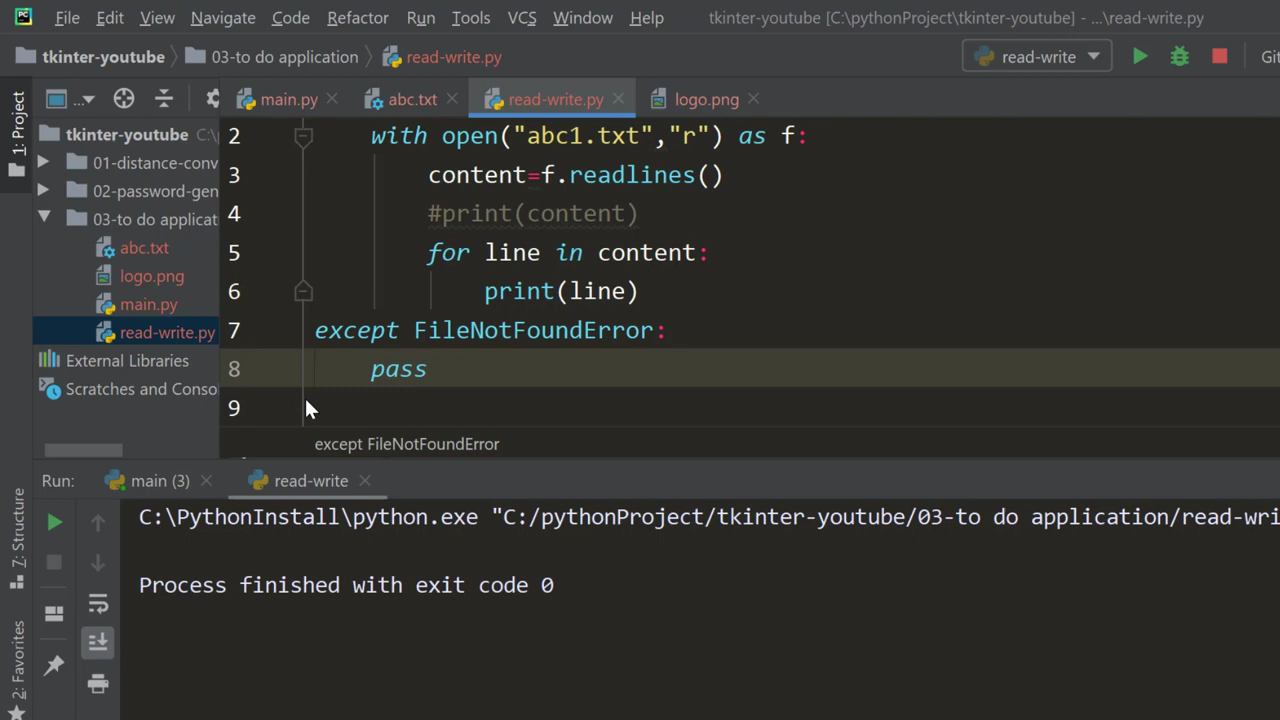 File Edit View Navigate Code Refactor Run Tools VCS Window Help tkinter-youtube [C:\pythonProject\tkinter-youtube] - ...\read-write.py
tkinter-youtube 03-to do application read-write.py read-write Git
1: Project ... main.py abc.txt read-write.py logo.png
tkinter-youtube C:\
01-distance-conv
02-password-gen
03-to do applicat
abc.txt
logo.png
main.py
read-write.py
External Libraries
Scratches and Conso
2 with open("abc1.txt","r") as f:
3 content=f.readlines()
4 #print(content)
5 for line in content:
6 print(line)
7 except FileNotFoundError:
8 pass
9
except FileNotFoundError
Run: main (3) read-write
C:\PythonInstall\python.exe "C:/pythonProject/tkinter-youtube/03-to do application/read-wri
Process finished with exit code 0
7: Structure
2: Favorites